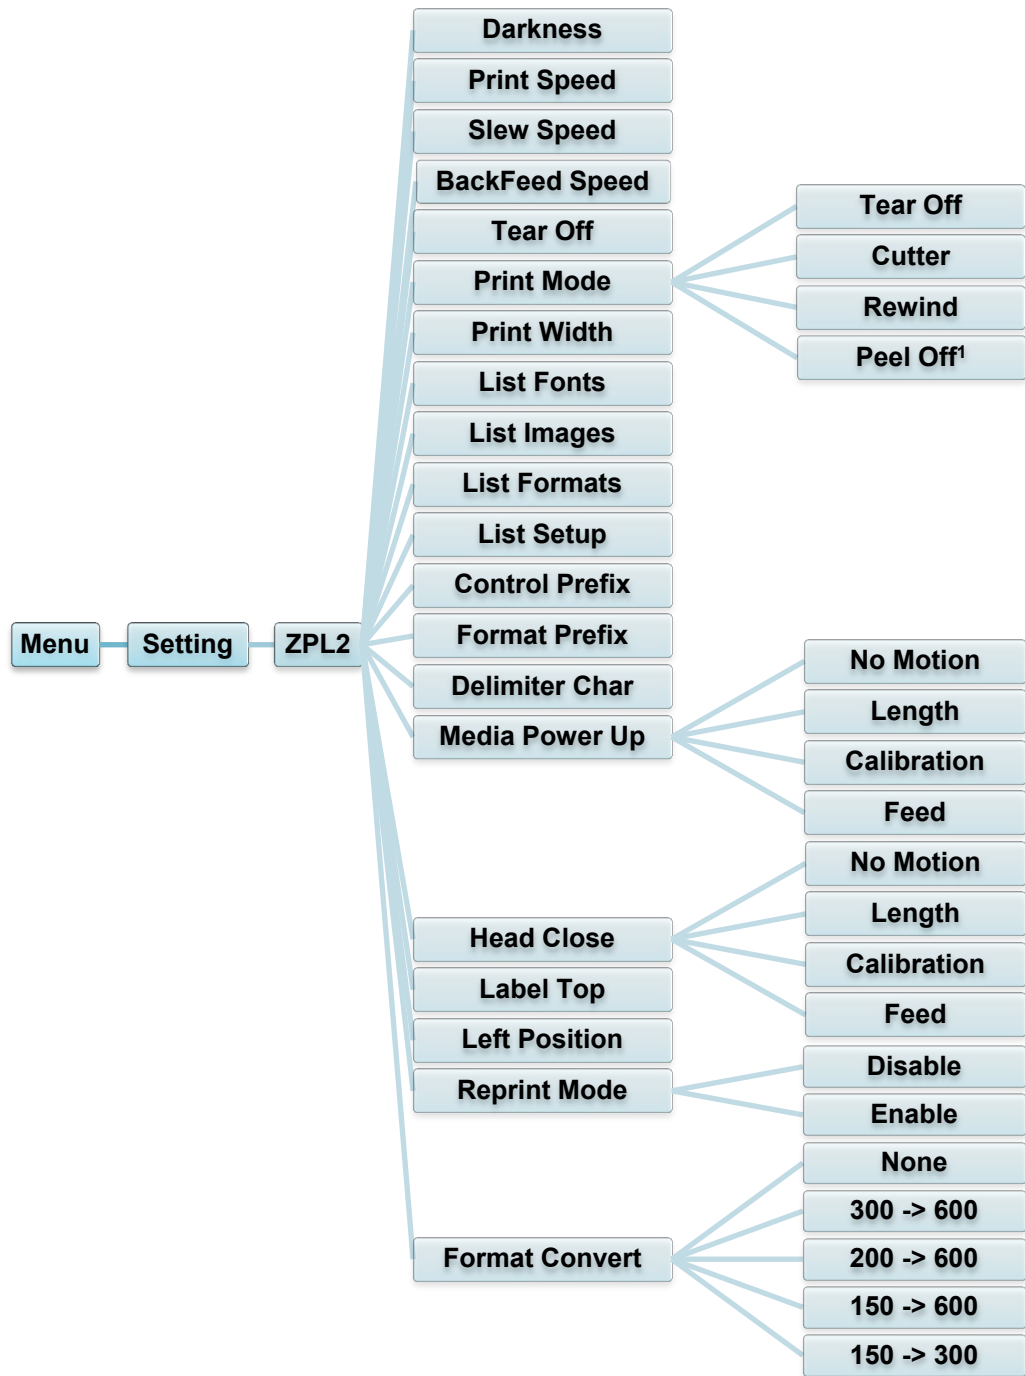 Menu
Setting
ZPL2
Darkness
Print Speed
Slew Speed
BackFeed Speed
Tear Off
Print Mode
Tear Off
Cutter
Rewind
Peel Off¹
Print Width
List Fonts
List Images
List Formats
List Setup
Control Prefix
Format Prefix
Delimiter Char
Media Power Up
No Motion
Length
Calibration
Feed
Head Close
No Motion
Length
Calibration
Feed
Label Top
Left Position
Reprint Mode
Disable
Enable
Format Convert
None
300 -> 600
200 -> 600
150 -> 600
150 -> 300